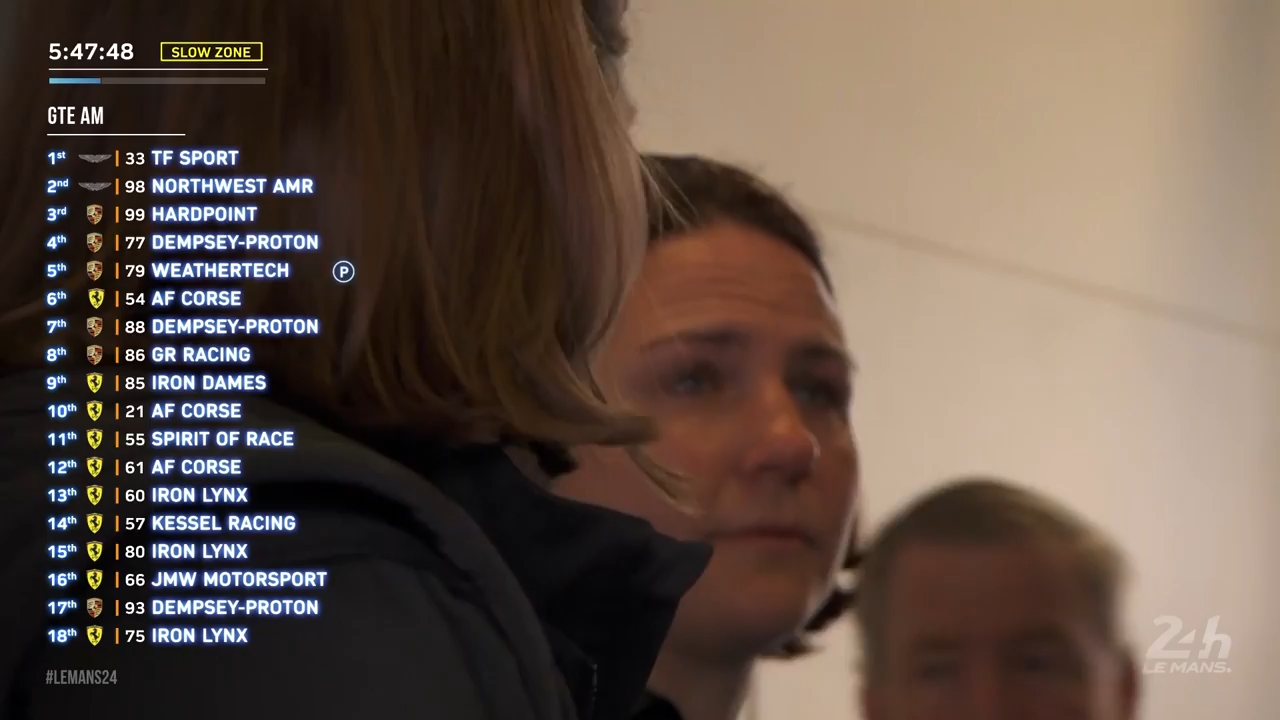 5:47:48 SLOW ZONE
GTE AM
1st 33 TF SPORT
2nd 98 NORTHWEST AMR
3rd 99 HARDPOINT
4th 77 DEMPSEY-PROTON
5th 79 WEATHERTECH P
6th 54 AF CORSE
7th 88 DEMPSEY-PROTON
8th 86 GR RACING
9th 85 IRON DAMES
10th 21 AF CORSE
11th 55 SPIRIT OF RACE
12th 61 AF CORSE
13th 60 IRON LYNX
14th 57 KESSEL RACING
15th 80 IRON LYNX
16th 66 JMW MOTORSPORT
17th 93 DEMPSEY-PROTON
18th 75 IRON LYNX
#LEMANS24
24h
LE MANS.